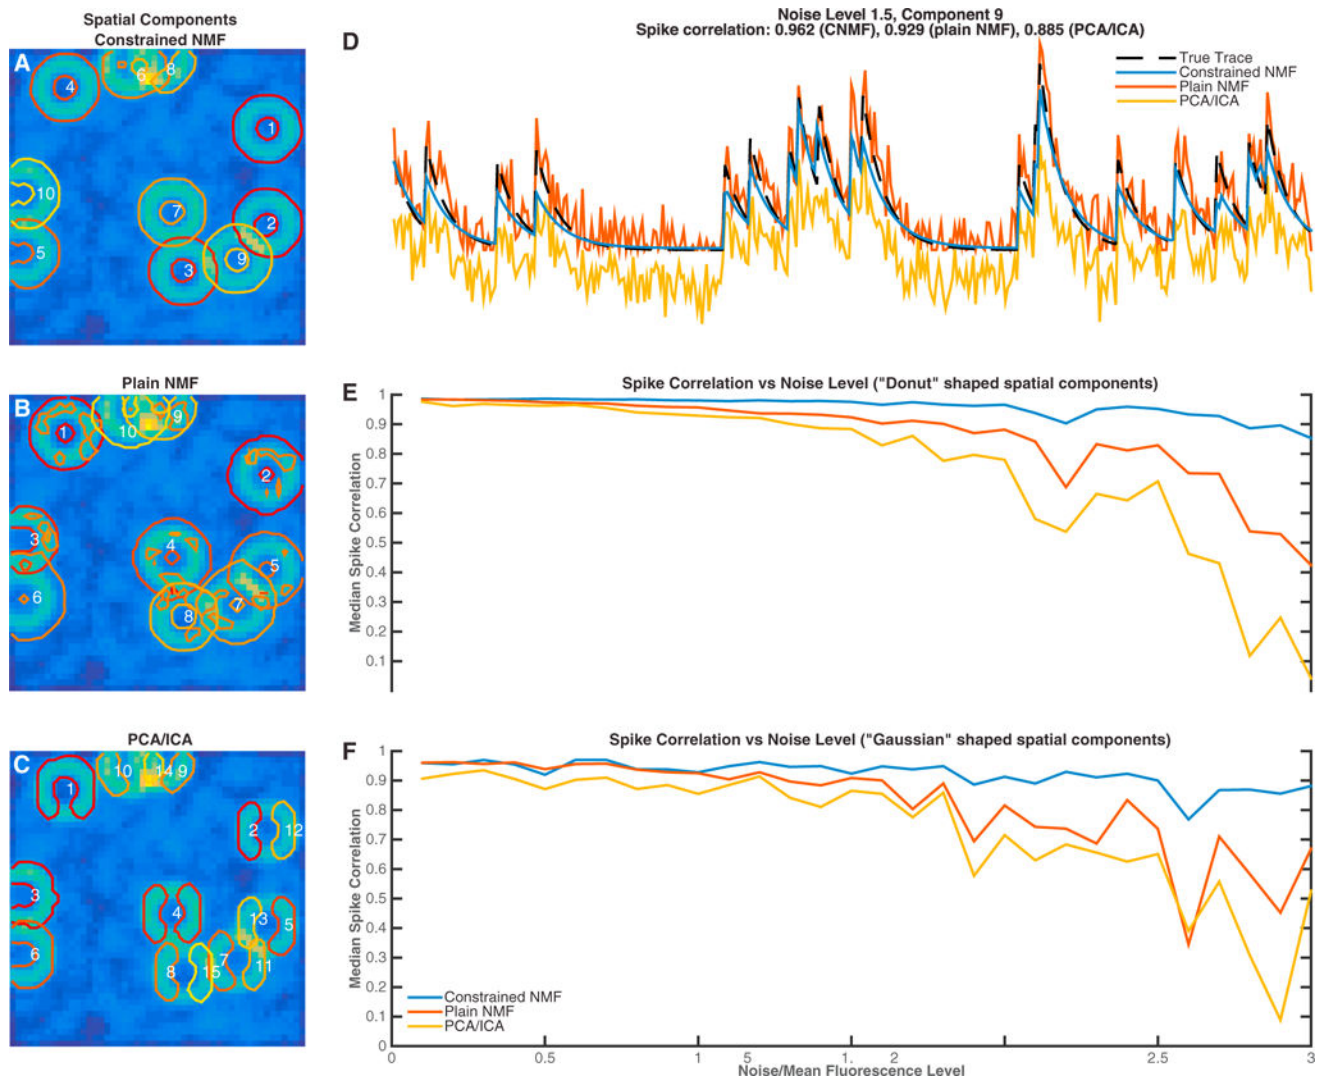 Spatial Components
Constrained NMF
A
4
6
8
1
10
7
2
5
3
9
Plain NMF
B
1
10
9
2
3
4
5
6
8
7
PCA/ICA
C
1
10
14
9
2
12
3
4
13
5
6
8
15
7
11
D
Noise Level 1.5, Component 9
Spike correlation: 0.962 (CNMF), 0.929 (plain NMF), 0.885 (PCA/ICA)
True Trace
Constrained NMF
Plain NMF
PCA/ICA
E
Spike Correlation vs Noise Level ("Donut" shaped spatial components)
Median Spike Correlation
1
0.9
0.8
0.7
0.6
0.5
0.4
0.3
0.2
0.1
F
Spike Correlation vs Noise Level ("Gaussian" shaped spatial components)
Median Spike Correlation
1
0.9
0.8
0.7
0.6
0.5
0.4
0.3
0.2
0.1
0
Constrained NMF
Plain NMF
PCA/ICA
0 0.5 1 5 1. 2 2.5 3
Noise/Mean Fluorescence Level